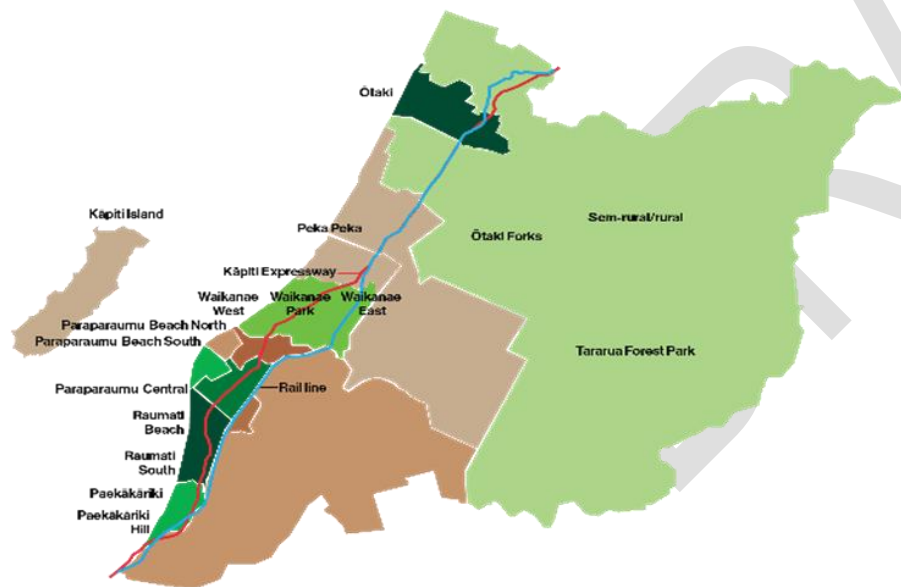 Ōtaki
Kāpiti Island
Sem-rural/rural
Peka Peka
Ōtaki Forks
Kāpiti Expressway
Waikanae
West
Waikanae
Park
Waikanae
East
Paraparaumu Beach North
Paraparaumu Beach South
Tararua Forest Park
Paraparaumu Central
Rail line
Raumati
Beach
Raumati
South
Paekākāriki
Paekākāriki
Hill